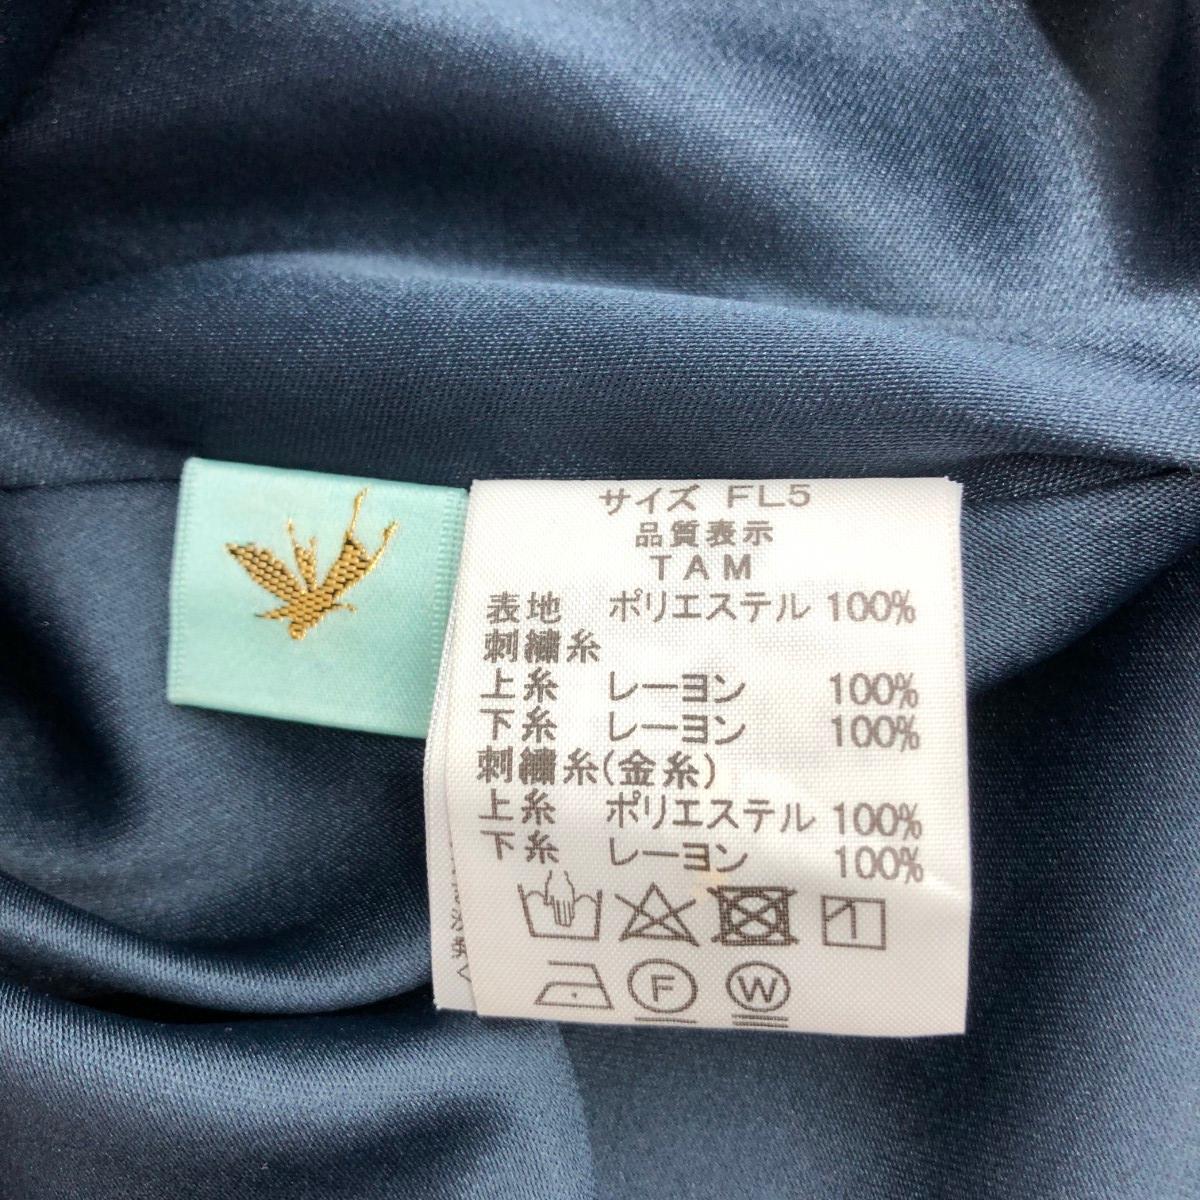 サイズ FL5
品質表示
TAM
表地 ポリエステル 100%
刺繍糸
上糸 レーヨン 100%
下糸 レーヨン 100%
刺繍糸(金糸)
上糸 ポリエステル 100%
下糸 レーヨン 100%
F
W